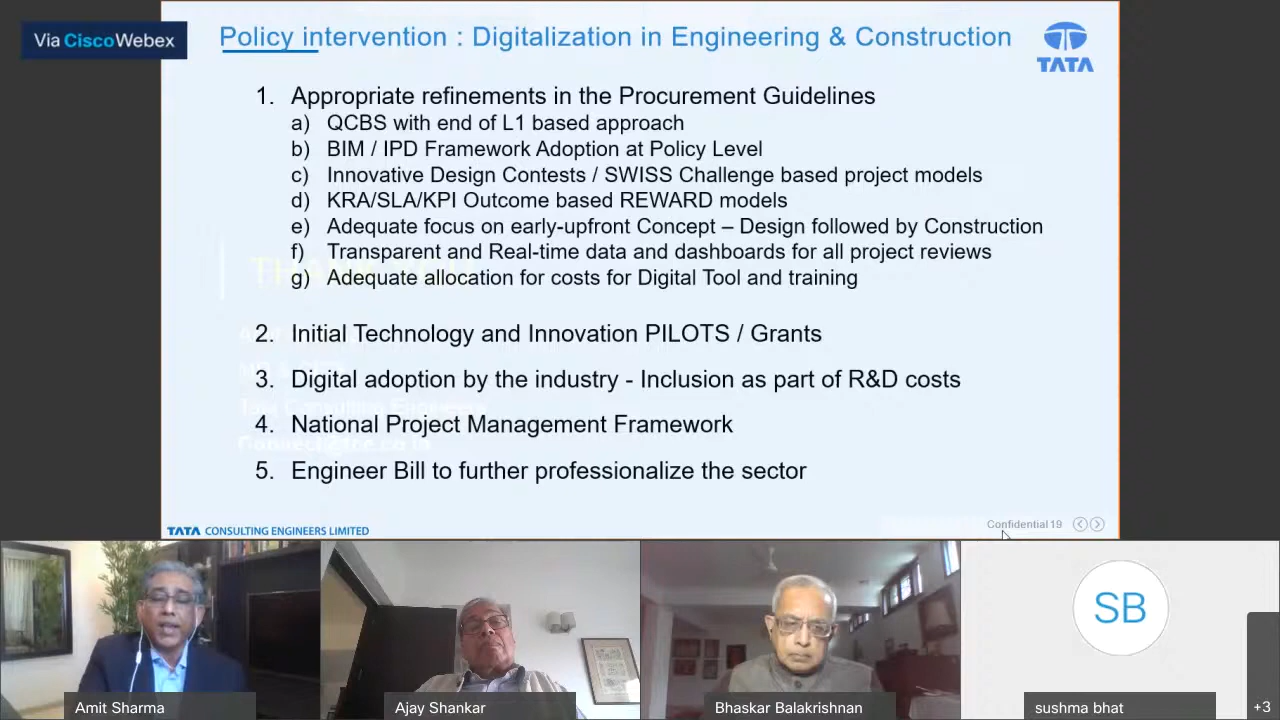 Via CiscoWebex
Policy intervention : Digitalization in Engineering & Construction
TATA
1. Appropriate refinements in the Procurement Guidelines
a) QCBS with end of L1 based approach
b) BIM / IPD Framework Adoption at Policy Level
c) Innovative Design Contests / SWISS Challenge based project models
d) KRA/SLA/KPI Outcome based REWARD models
e) Adequate focus on early-upfront Concept – Design followed by Construction
f) Transparent and Real-time data and dashboards for all project reviews
g) Adequate allocation for costs for Digital Tool and training
2. Initial Technology and Innovation PILOTS / Grants
3. Digital adoption by the industry - Inclusion as part of R&D costs
4. National Project Management Framework
5. Engineer Bill to further professionalize the sector
TATA CONSULTING ENGINEERS LIMITED
Confidential 19
SB
Amit Sharma
Ajay Shankar
Bhaskar Balakrishnan
sushma bhat
+3